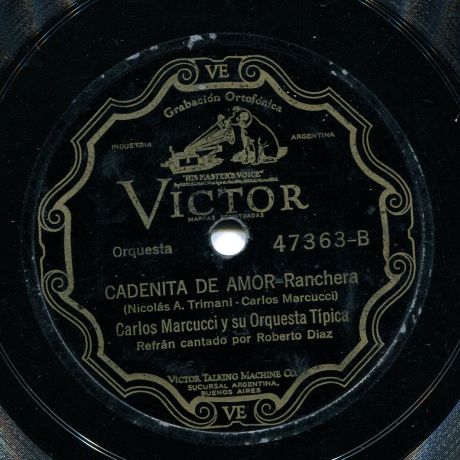 VE
Grabación Ortofónica
INDUSTRIA ARGENTINA
"HIS MASTER'S VOICE"
VICTOR
MARCAS REGISTRADAS
Orquesta 47363-B
CADENITA DE AMOR-Ranchera
(Nicolás A. Trimani - Carlos Marcucci)
Carlos Marcucci y su Orquesta Típica
Refrán cantado por Roberto Diaz
VICTOR TALKING MACHINE CO.
SUCURSAL ARGENTINA,
BUENOS AIRES
VE